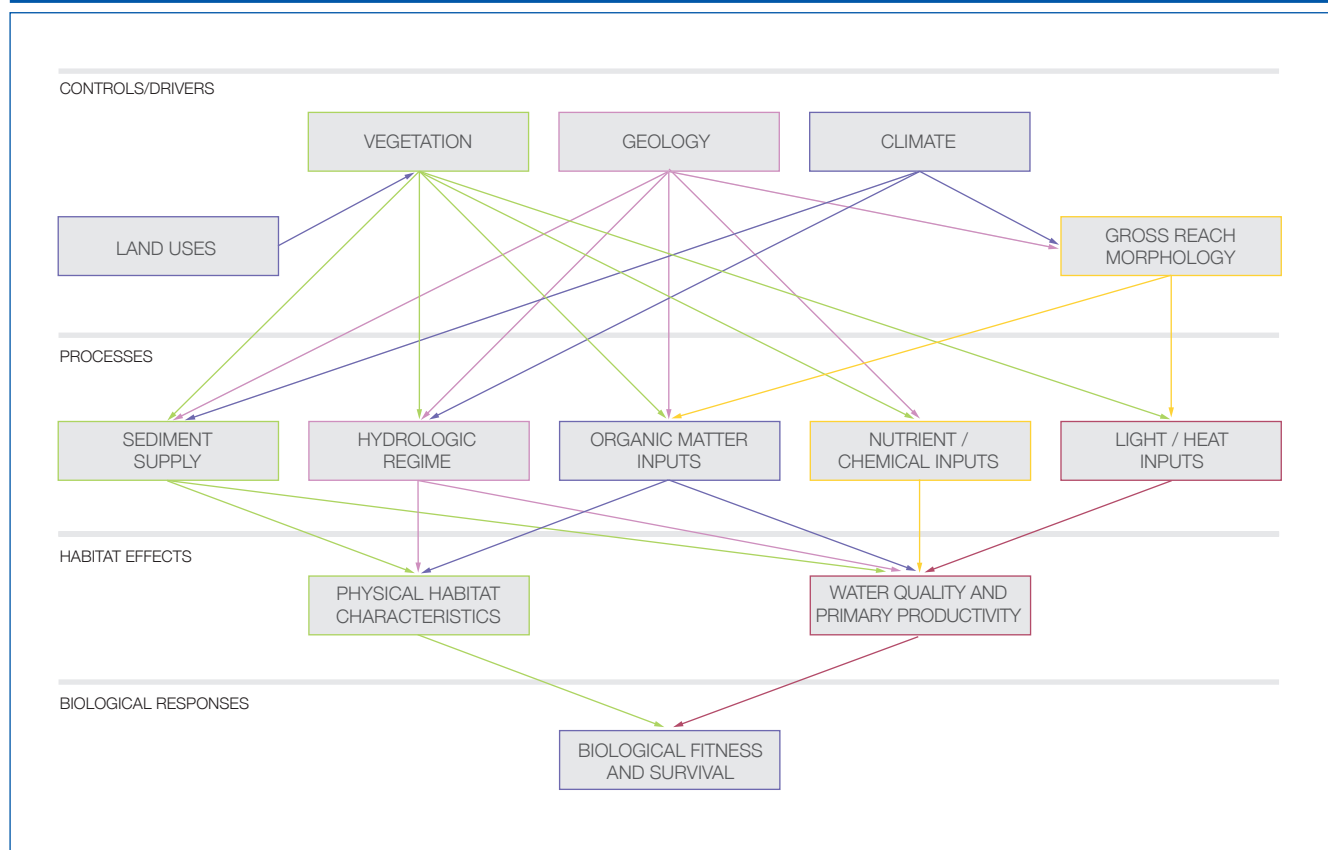 CONTROLS/DRIVERS
VEGETATION
GEOLOGY
CLIMATE
LAND USES
GROSS REACH
MORPHOLOGY
PROCESSES
SEDIMENT
SUPPLY
HYDROLOGIC
REGIME
ORGANIC MATTER
INPUTS
NUTRIENT /
CHEMICAL INPUTS
LIGHT / HEAT
INPUTS
HABITAT EFFECTS
PHYSICAL HABITAT
CHARACTERISTICS
WATER QUALITY AND
PRIMARY PRODUCTIVITY
BIOLOGICAL RESPONSES
BIOLOGICAL FITNESS
AND SURVIVAL